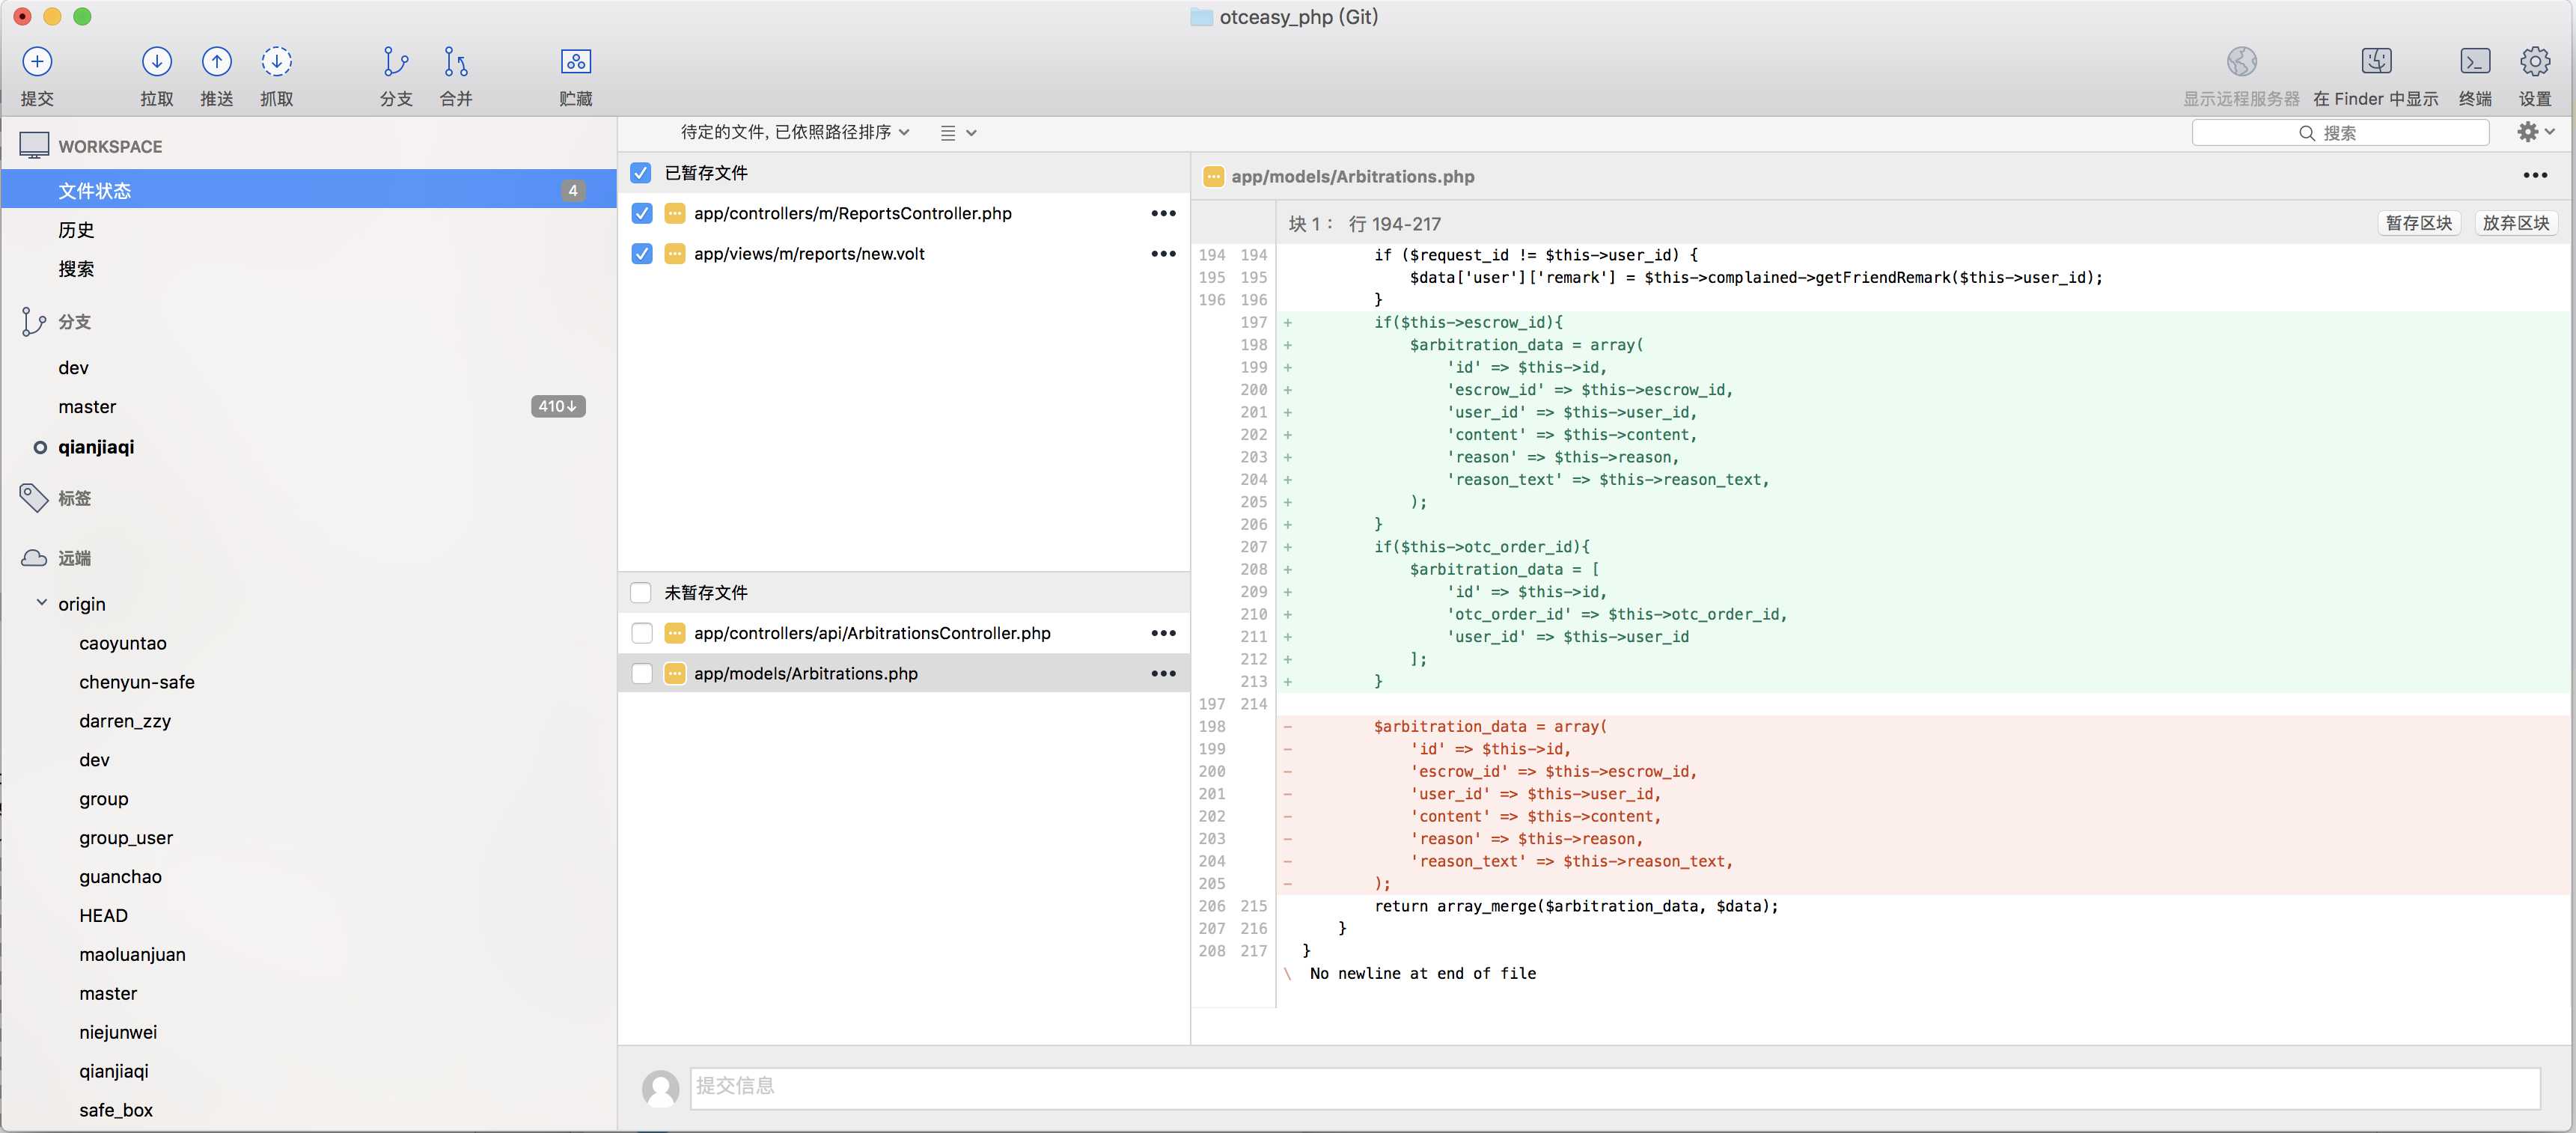 otceasy_php (Git)
提交
拉取
推送
抓取
分支
合并
贮藏
显示远程服务器
在 Finder 中显示
终端
设置
WORKSPACE
文件状态 4
历史
搜索
分支
dev
master 410↓
qianjiaqi
标签
远端
origin
caoyuntao
chenyun-safe
darren_zzy
dev
group
group_user
guanchao
HEAD
maoluanjuan
master
niejunwei
qianjiaqi
safe_box
待定的文件, 已依照路径排序
搜索
已暂存文件
app/controllers/m/ReportsController.php
app/views/m/reports/new.volt
未暂存文件
app/controllers/api/ArbitrationsController.php
app/models/Arbitrations.php
app/models/Arbitrations.php
块 1： 行 194-217
暂存区块
放弃区块
194 194 if ($request_id != $this->user_id) {
195 195 $data['user']['remark'] = $this->complained->getFriendRemark($this->user_id);
196 196 }
197 + if($this->escrow_id){
198 + $arbitration_data = array(
199 + 'id' => $this->id,
200 + 'escrow_id' => $this->escrow_id,
201 + 'user_id' => $this->user_id,
202 + 'content' => $this->content,
203 + 'reason' => $this->reason,
204 + 'reason_text' => $this->reason_text,
205 + );
206 + }
207 + if($this->otc_order_id){
208 + $arbitration_data = [
209 + 'id' => $this->id,
210 + 'otc_order_id' => $this->otc_order_id,
211 + 'user_id' => $this->user_id
212 + ];
213 + }
197 214
198 - $arbitration_data = array(
199 - 'id' => $this->id,
200 - 'escrow_id' => $this->escrow_id,
201 - 'user_id' => $this->user_id,
202 - 'content' => $this->content,
203 - 'reason' => $this->reason,
204 - 'reason_text' => $this->reason_text,
205 - );
206 215 return array_merge($arbitration_data, $data);
207 216 }
208 217 }
\ No newline at end of file
提交信息